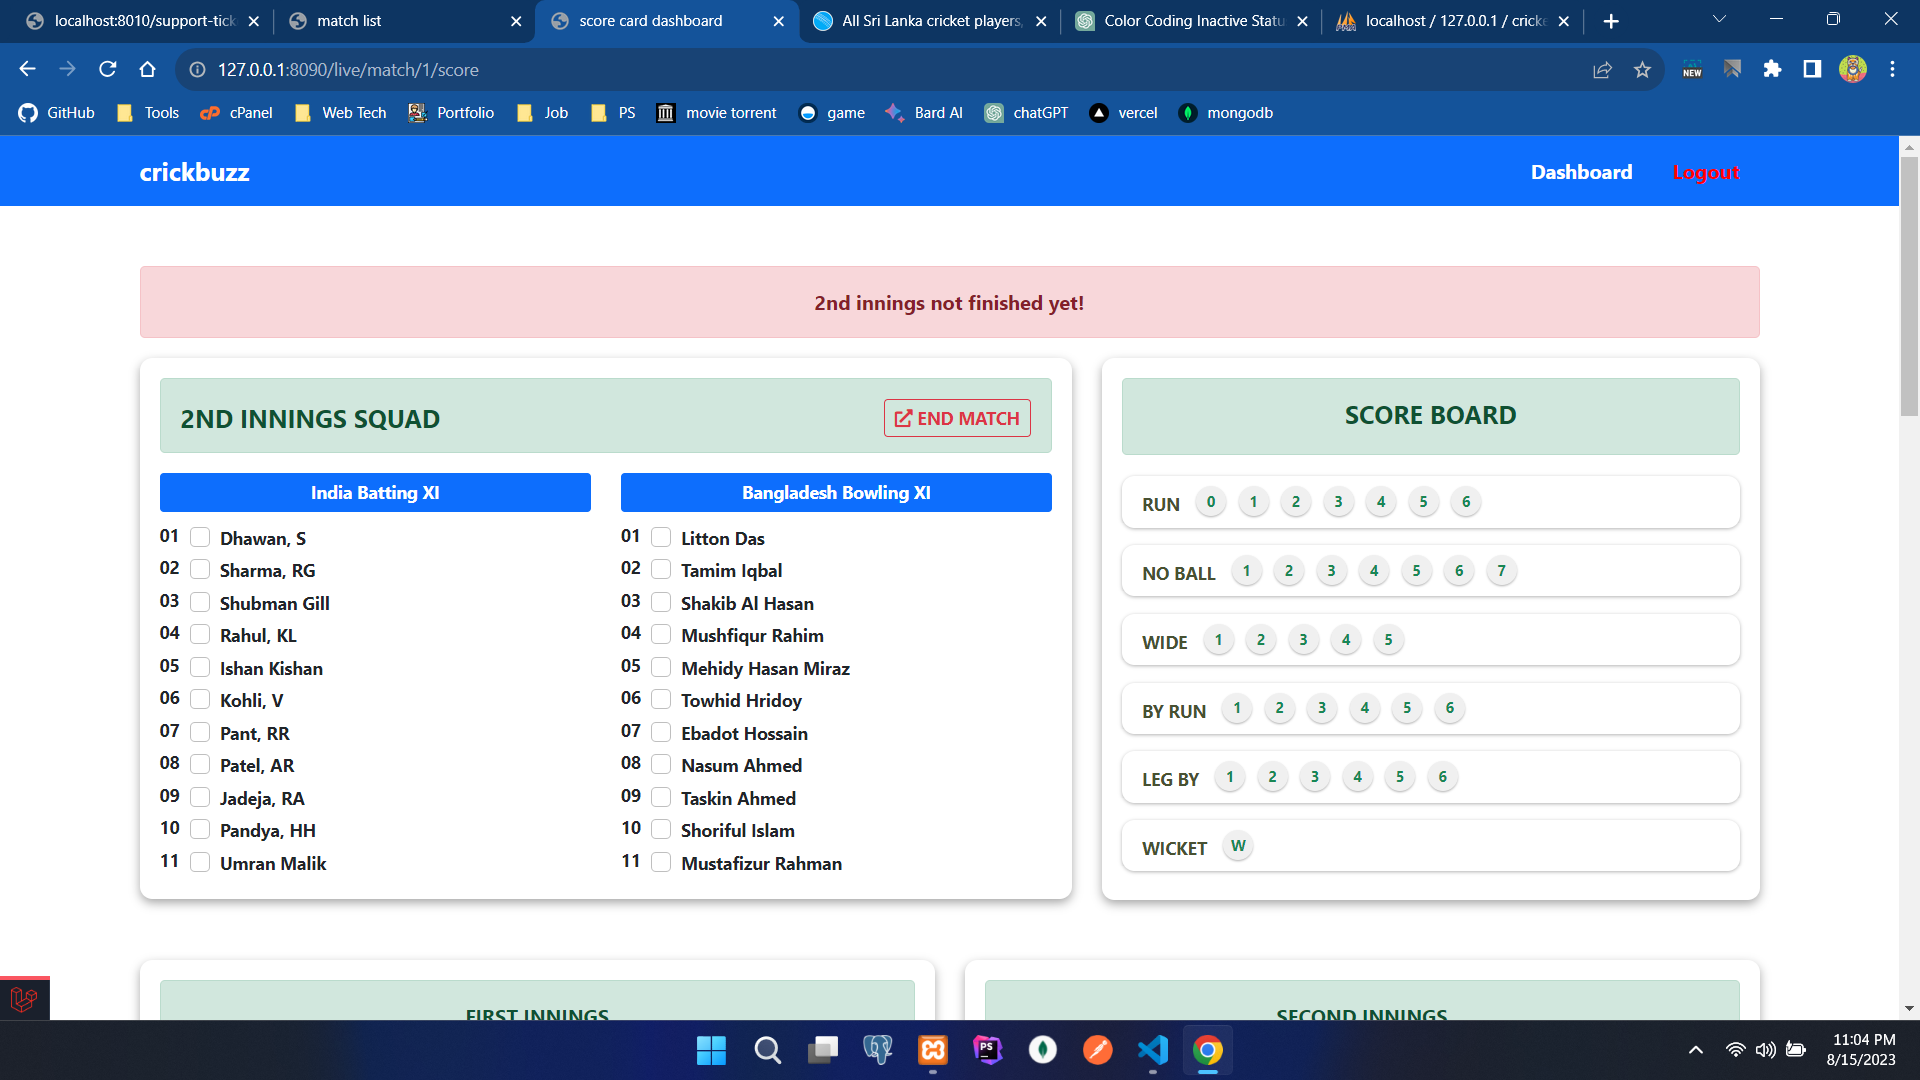 localhost:8010/support-tick
match list
score card dashboard
All Sri Lanka cricket players,
Color Coding Inactive Statu
localhost / 127.0.0.1 / cricke
127.0.0.1:8090/live/match/1/score
NEW
GitHub
Tools
cPanel
Web Tech
Portfolio
Job
PS
movie torrent
game
Bard AI
chatGPT
vercel
mongodb
crickbuzz
Dashboard
Logout
2nd innings not finished yet!
2ND INNINGS SQUAD
END MATCH
India Batting XI
01 Dhawan, S
02 Sharma, RG
03 Shubman Gill
04 Rahul, KL
05 Ishan Kishan
06 Kohli, V
07 Pant, RR
08 Patel, AR
09 Jadeja, RA
10 Pandya, HH
11 Umran Malik
Bangladesh Bowling XI
01 Litton Das
02 Tamim Iqbal
03 Shakib Al Hasan
04 Mushfiqur Rahim
05 Mehidy Hasan Miraz
06 Towhid Hridoy
07 Ebadot Hossain
08 Nasum Ahmed
09 Taskin Ahmed
10 Shoriful Islam
11 Mustafizur Rahman
SCORE BOARD
RUN 0 1 2 3 4 5 6
NO BALL 1 2 3 4 5 6 7
WIDE 1 2 3 4 5
BY RUN 1 2 3 4 5 6
LEG BY 1 2 3 4 5 6
WICKET W
FIRST INNINGS
SECOND INNINGS
PS
11:04 PM
8/15/2023